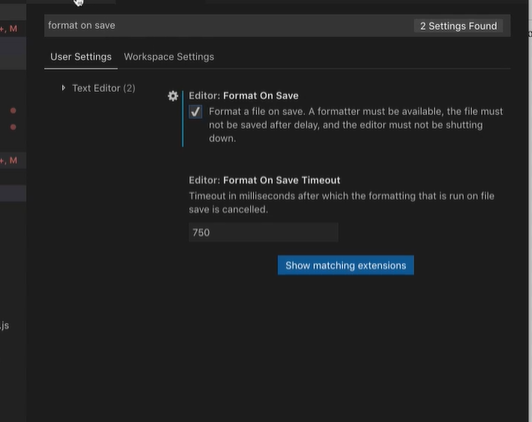 +, M
format on save
2 Settings Found
User Settings
Workspace Settings
Text Editor (2)
Editor: Format On Save
Format a file on save. A formatter must be available, the file must
not be saved after delay, and the editor must not be shutting
down.
+, M
Editor: Format On Save Timeout
Timeout in milliseconds after which the formatting that is run on file
save is cancelled.
750
Show matching extensions
.js